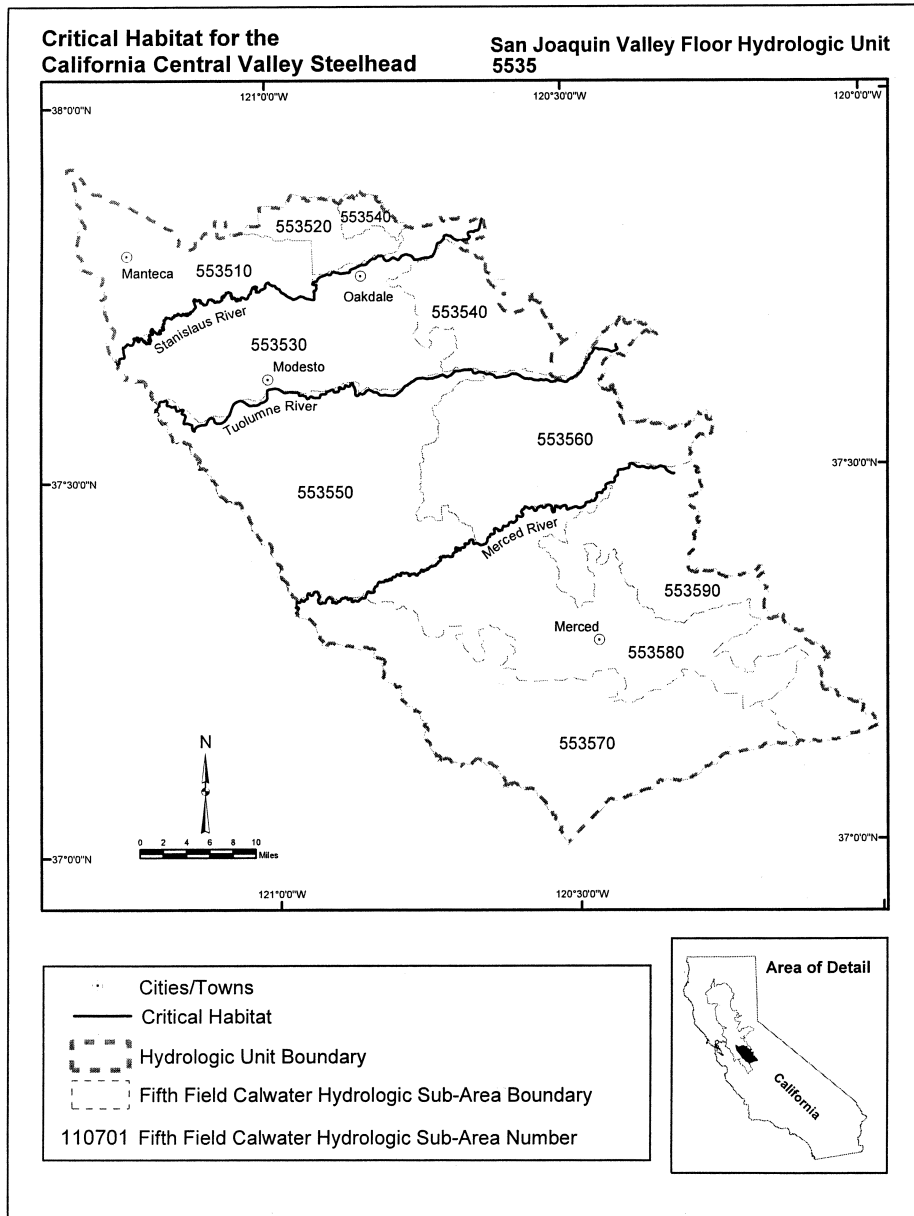 Critical Habitat for the
California Central Valley Steelhead
San Joaquin Valley Floor Hydrologic Unit
5535
121°0'0"W
120°30'0"W
120°0'0"W
38°0'0"N
553520
553540
Manteca
553510
Oakdale
Stanislaus River
553540
553530
Modesto
Tuolumne River
553560
37°30'0"N
37°30'0"N
553550
Merced River
553590
Merced
553580
553570
N
0 2 4 6 8 10
Miles
37°0'0"N
37°0'0"N
121°0'0"W
120°30'0"W
Cities/Towns
Critical Habitat
Hydrologic Unit Boundary
Fifth Field Calwater Hydrologic Sub-Area Boundary
110701 Fifth Field Calwater Hydrologic Sub-Area Number
Area of Detail
California